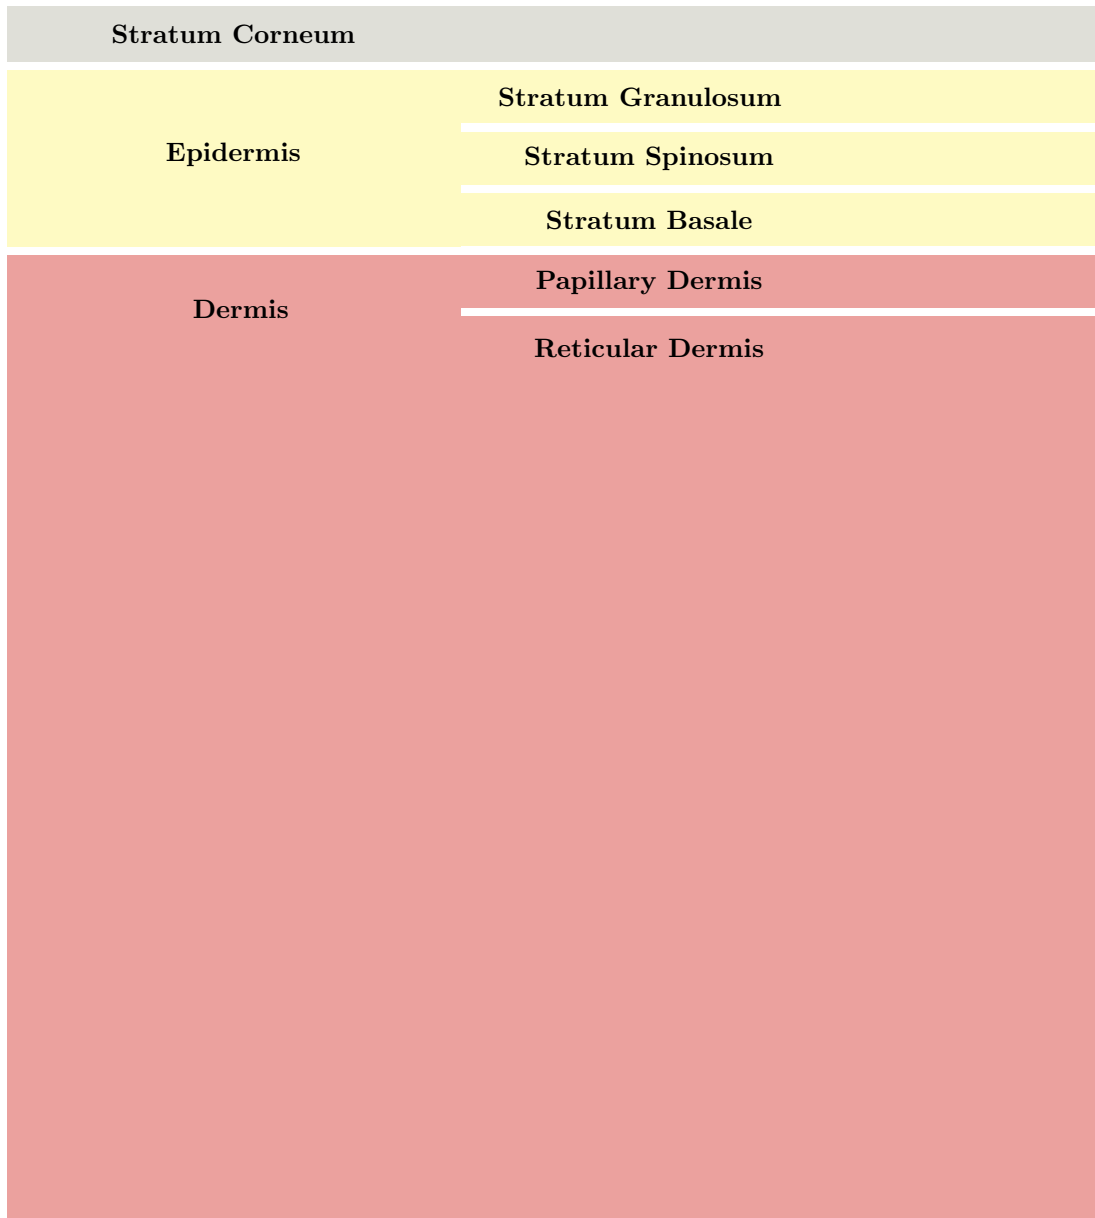 Stratum Corneum
Epidermis
Stratum Granulosum
Stratum Spinosum
Stratum Basale
Dermis
Papillary Dermis
Reticular Dermis